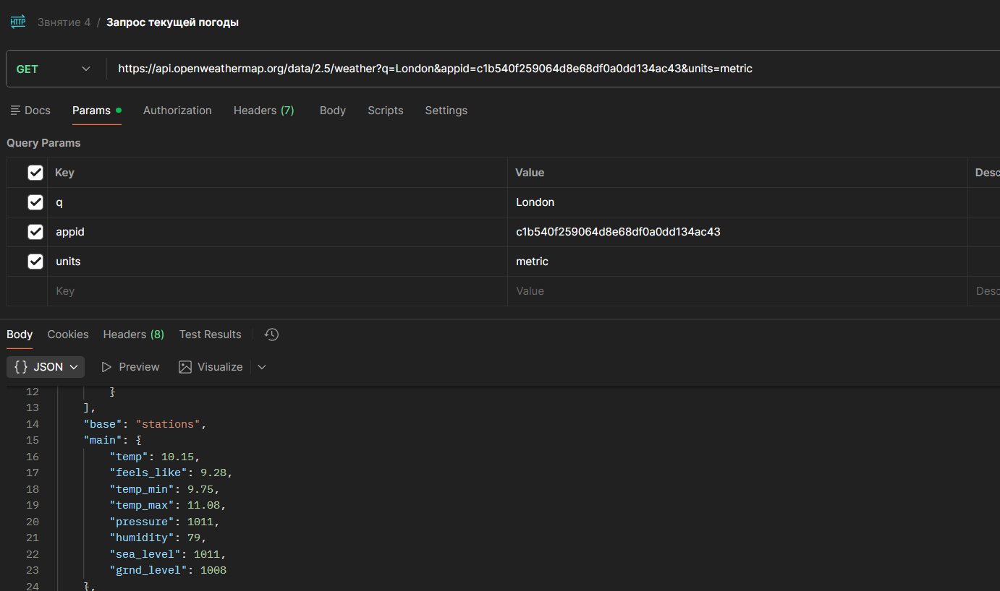 HTTP Звнятие 4 / Запрос текущей погоды
GET https://api.openweathermap.org/data/2.5/weather?q=London&appid=c1b540f259064d8e68df0a0dd134ac43&units=metric
Docs Params Authorization Headers (7) Body Scripts Settings
Query Params
Key Value Desc
q London
appid c1b540f259064d8e68df0a0dd134ac43
units metric
Key Value Desc
Body Cookies Headers (8) Test Results
{} JSON Preview Visualize
12 }
13 ],
14 "base": "stations",
15 "main": {
16 "temp": 10.15,
17 "feels_like": 9.28,
18 "temp_min": 9.75,
19 "temp_max": 11.08,
20 "pressure": 1011,
21 "humidity": 79,
22 "sea_level": 1011,
23 "grnd_level": 1008
24 },